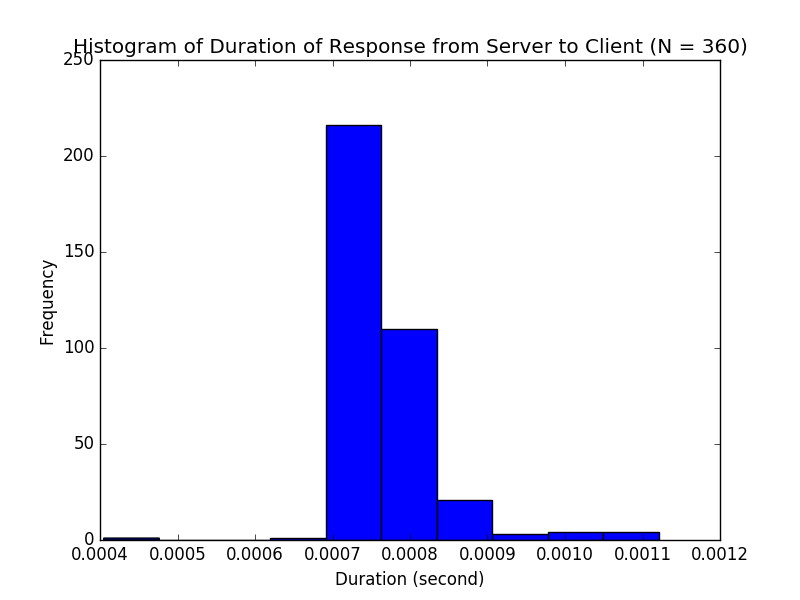 Histogram of Duration of Response from Server to Client (N = 360)
250
200
150
100
50
0
Frequency
0.0004 0.0005 0.0006 0.0007 0.0008 0.0009 0.0010 0.0011 0.0012
Duration (second)